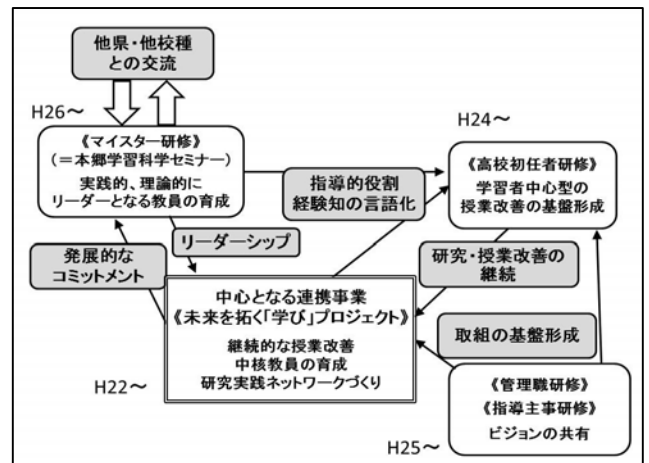 他県・他校種
との交流
H26～
《マイスター研修》
（＝本郷学習科学セミナー）
実践的、理論的に
リーダーとなる教員の育成
H24～
《高校初任者研修》
学習者中心型の
授業改善の基盤形成
指導的役割
経験知の言語化
リーダーシップ
発展的な
コミットメント
研究・授業改善の
継続
中心となる連携事業
《未来を拓く「学び」プロジェクト》
継続的な授業改善
中核教員の育成
研究実践ネットワークづくり
H22～
取組の基盤形成
《管理職研修》
《指導主事研修》
ビジョンの共有
H25～